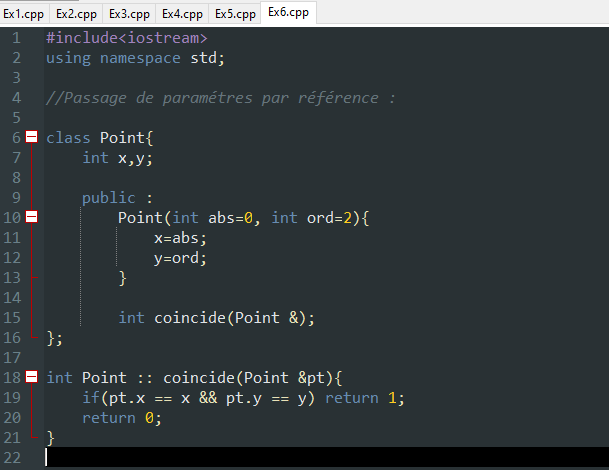 Ex1.cpp Ex2.cpp Ex3.cpp Ex4.cpp Ex5.cpp Ex6.cpp
1 #include<iostream>
2 using namespace std;
3
4 //Passage de paramétres par référence :
5
6 class Point{
7 int x,y;
8
9 public :
10 Point(int abs=0, int ord=2){
11 x=abs;
12 y=ord;
13 }
14
15 int coincide(Point &);
16 };
17
18 int Point :: coincide(Point &pt){
19 if(pt.x == x && pt.y == y) return 1;
20 return 0;
21 }
22